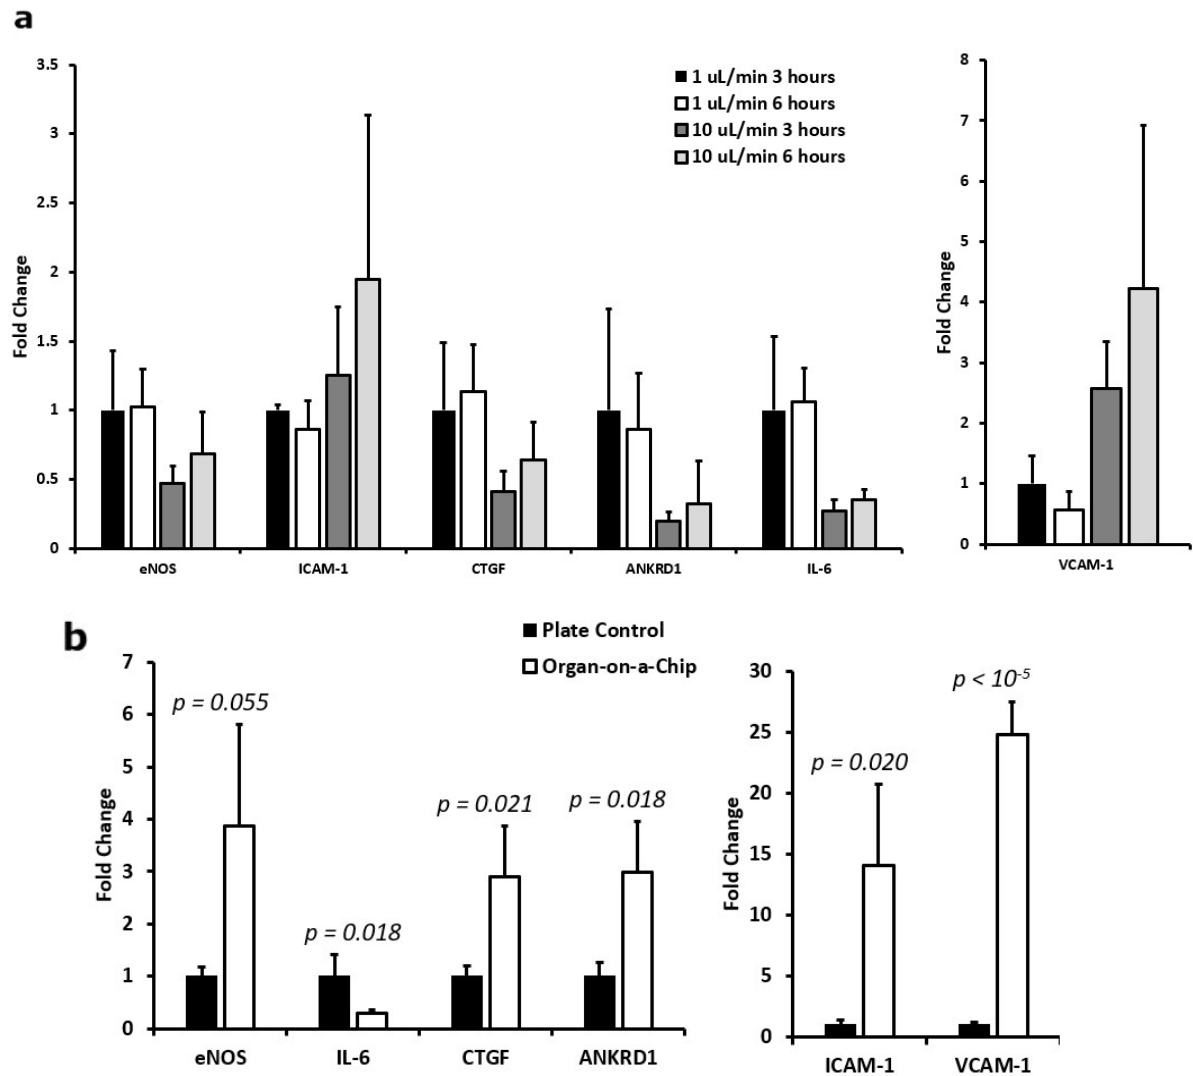 a
Fold Change
3.5
3
2.5
2
1.5
1
0.5
0
1 uL/min 3 hours
1 uL/min 6 hours
10 uL/min 3 hours
10 uL/min 6 hours
eNOS
ICAM-1
CTGF
ANKRD1
IL-6
Fold Change
8
7
6
5
4
3
2
1
0
VCAM-1
b
Plate Control
Organ-on-a-Chip
Fold Change
7
6
5
4
3
2
1
0
p = 0.055
p = 0.018
p = 0.021
p = 0.018
eNOS
IL-6
CTGF
ANKRD1
Fold Change
30
25
20
15
10
5
0
p = 0.020
p < 10⁻⁵
ICAM-1
VCAM-1